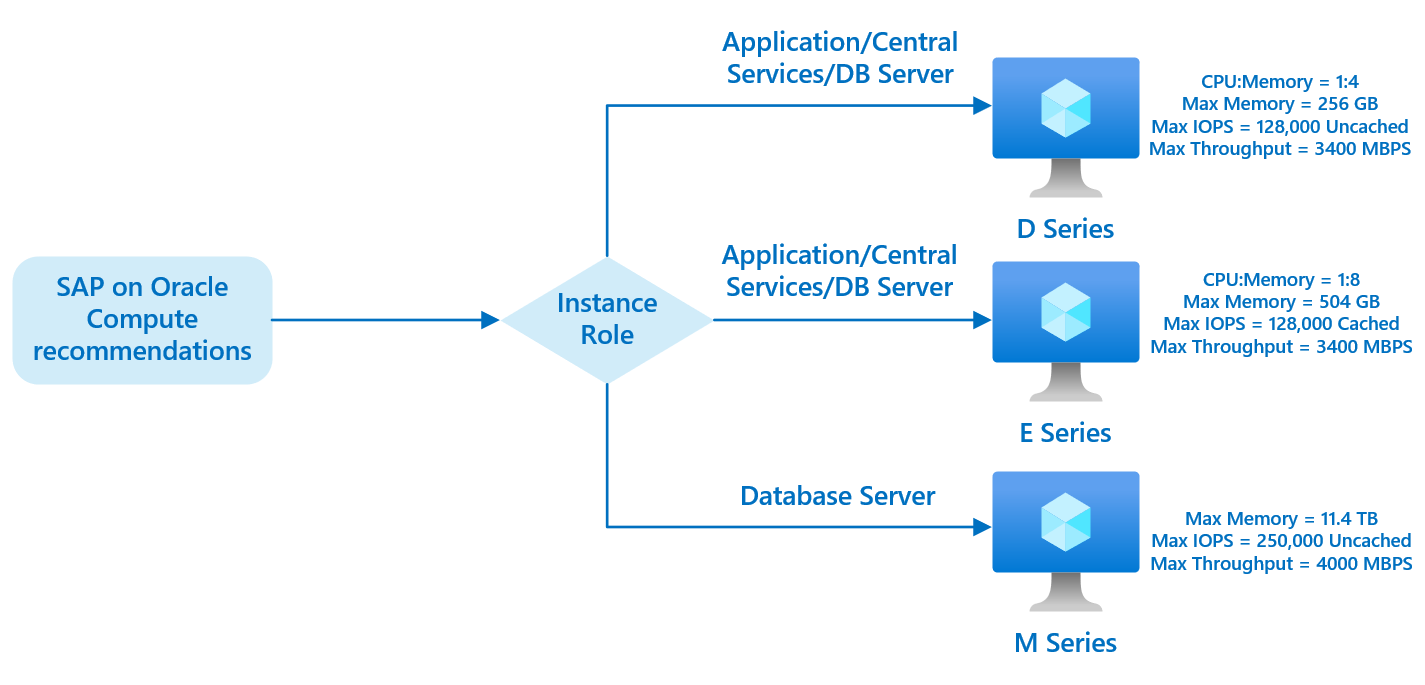 SAP on Oracle
Compute
recommendations
Instance
Role
Application/Central
Services/DB Server
CPU:Memory = 1:4
Max Memory = 256 GB
Max IOPS = 128,000 Uncached
Max Throughput = 3400 MBPS
D Series
Application/Central
Services/DB Server
CPU:Memory = 1:8
Max Memory = 504 GB
Max IOPS = 128,000 Cached
Max Throughput = 3400 MBPS
E Series
Database Server
Max Memory = 11.4 TB
Max IOPS = 250,000 Uncached
Max Throughput = 4000 MBPS
M Series